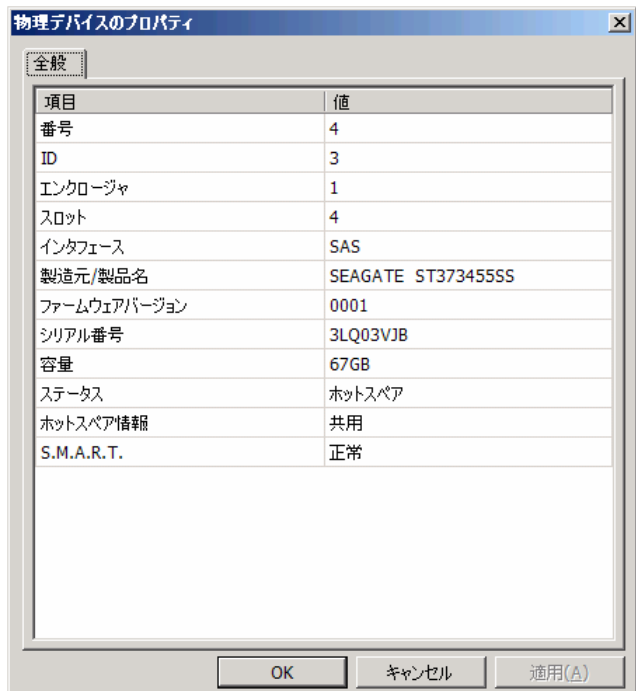 物理デバイスのプロパティ
全般
項目 値
番号 4
ID 3
エンクロージャ 1
スロット 4
インタフェース SAS
製造元/製品名 SEAGATE ST373455SS
ファームウェアバージョン 0001
シリアル番号 3LQ03VJB
容量 67GB
ステータス ホットスペア
ホットスペア情報 共用
S.M.A.R.T. 正常
OK キャンセル 適用(A)